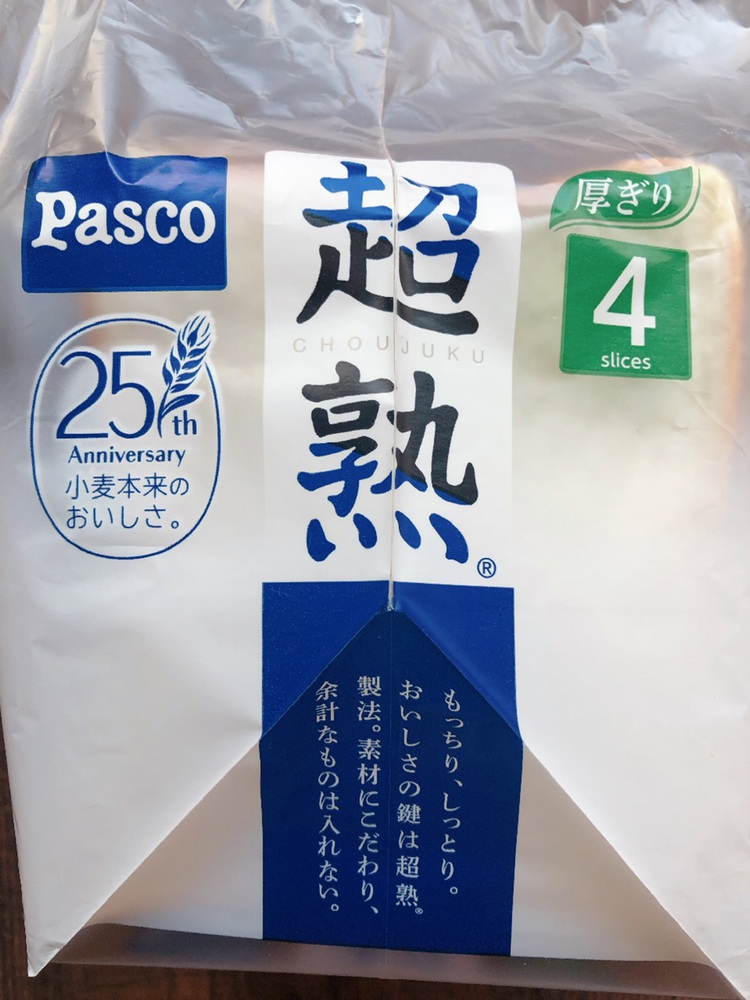 Pasco
超熟
CHOUJUKU
®
厚ぎり
4
slices
25th
Anniversary
小麦本来の
おいしさ。
もっちり、しっとり。
おいしさの鍵は超熟®
製法。素材にこだわり、
余計なものは入れない。